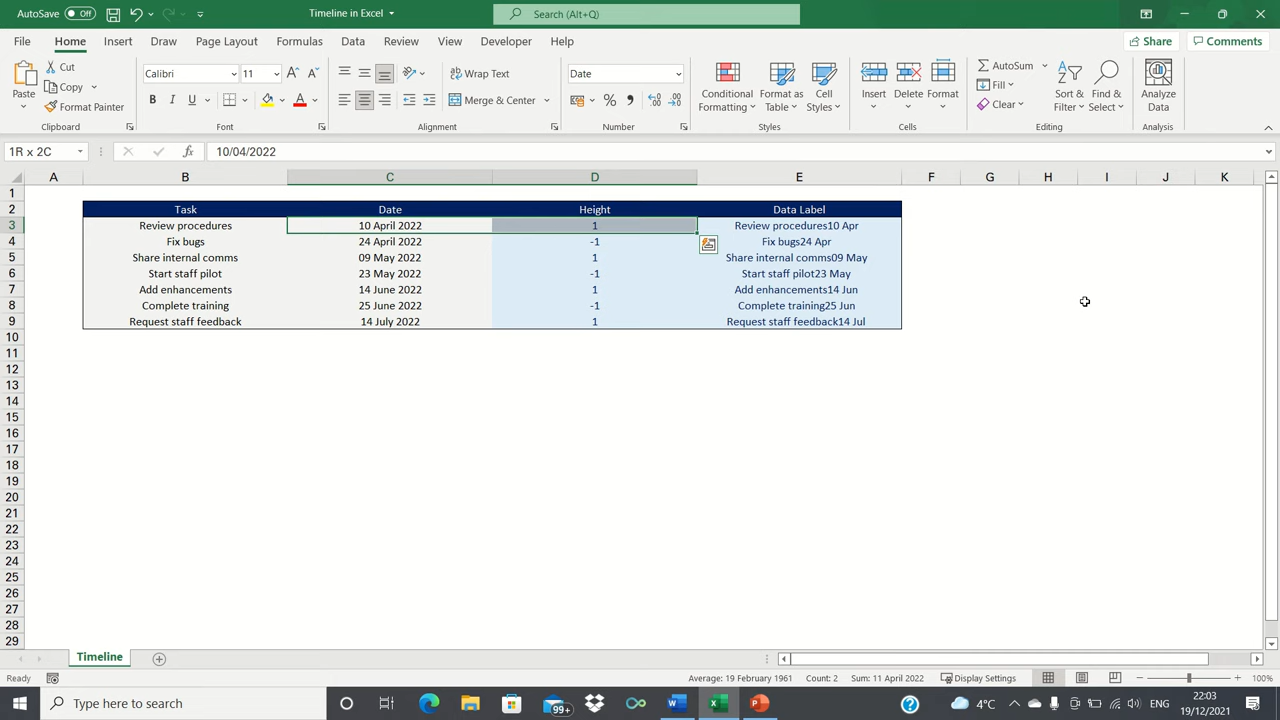 AutoSave Off Timeline in Excel Search (Alt+Q)
File Home Insert Draw Page Layout Formulas Data Review View Developer Help Share Comments
Paste Cut Copy Format Painter Clipboard
Calibri 11 B I U A Font
Wrap Text Merge & Center Alignment
Date % , Number
Conditional Formatting Format as Table Cell Styles Styles
Insert Delete Format Cells
AutoSum Fill Clear Sort & Filter Find & Select Editing
Analyze Data Analysis
1R x 2C fx 10/04/2022
A B C D E F G H I J K
1
2 Task Date Height Data Label
3 Review procedures 10 April 2022 1 Review procedures10 Apr
4 Fix bugs 24 April 2022 -1 Fix bugs24 Apr
5 Share internal comms 09 May 2022 1 Share internal comms09 May
6 Start staff pilot 23 May 2022 -1 Start staff pilot23 May
7 Add enhancements 14 June 2022 1 Add enhancements14 Jun
8 Complete training 25 June 2022 -1 Complete training25 Jun
9 Request staff feedback 14 July 2022 1 Request staff feedback14 Jul
10
11
12
13
14
15
16
17
18
19
20
21
22
23
24
25
26
27
28
29
Timeline
Ready Average: 19 February 1961 Count: 2 Sum: 11 April 2022 Display Settings 100%
Type here to search 99+ 4°C ENG 22:03
19/12/2021